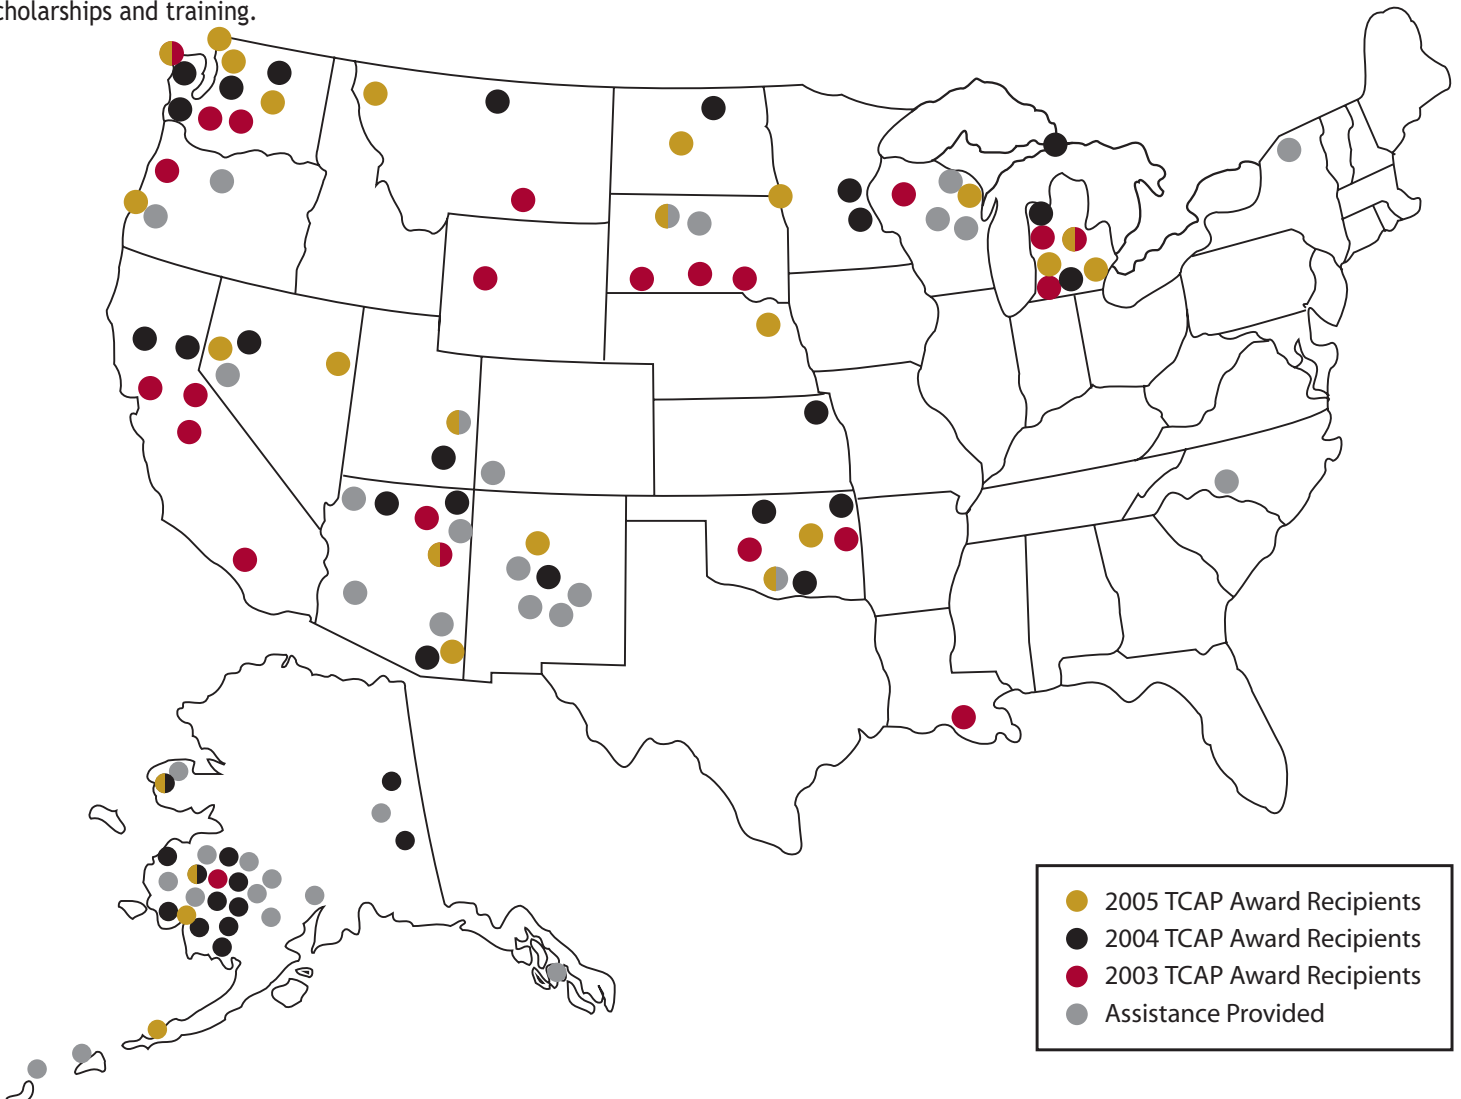 cholarships and training.
2005 TCAP Award Recipients
2004 TCAP Award Recipients
2003 TCAP Award Recipients
Assistance Provided